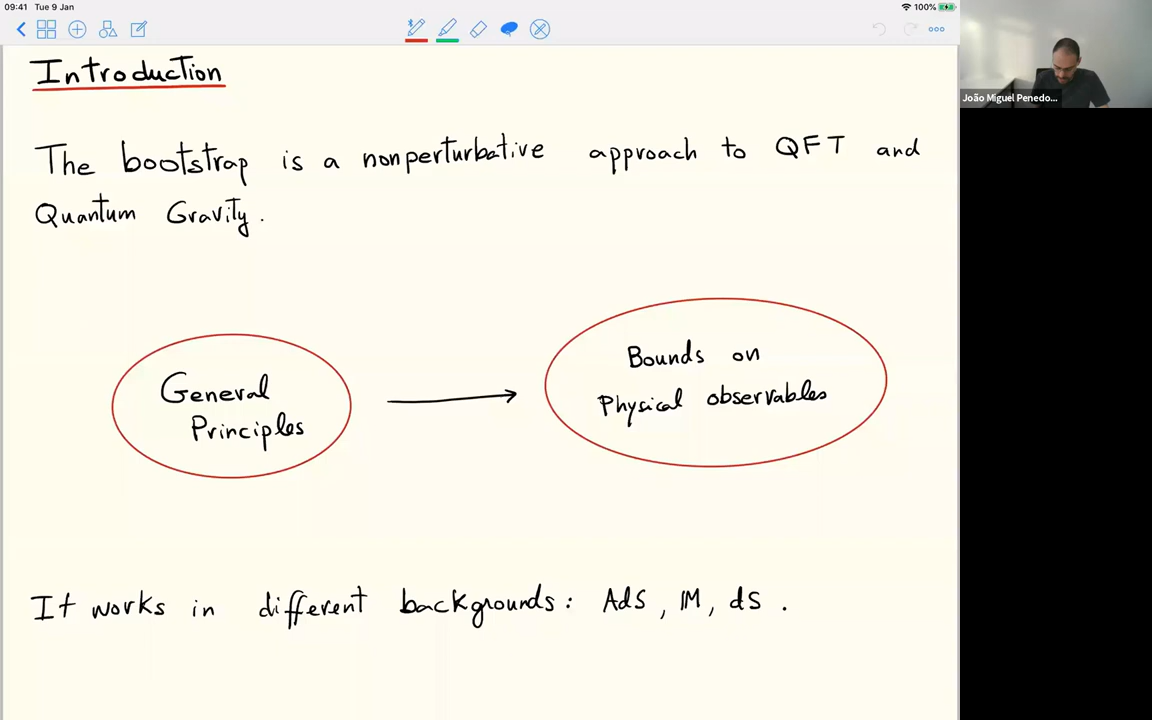 09:41 Tue 9 Jan
100%
Introduction
João Miguel Penedo...
The bootstrap is a nonperturbative approach to QFT and
Quantum Gravity.
General
Principles
Bounds on
Physical observables
It works in different backgrounds: AdS, 𝕄, dS.